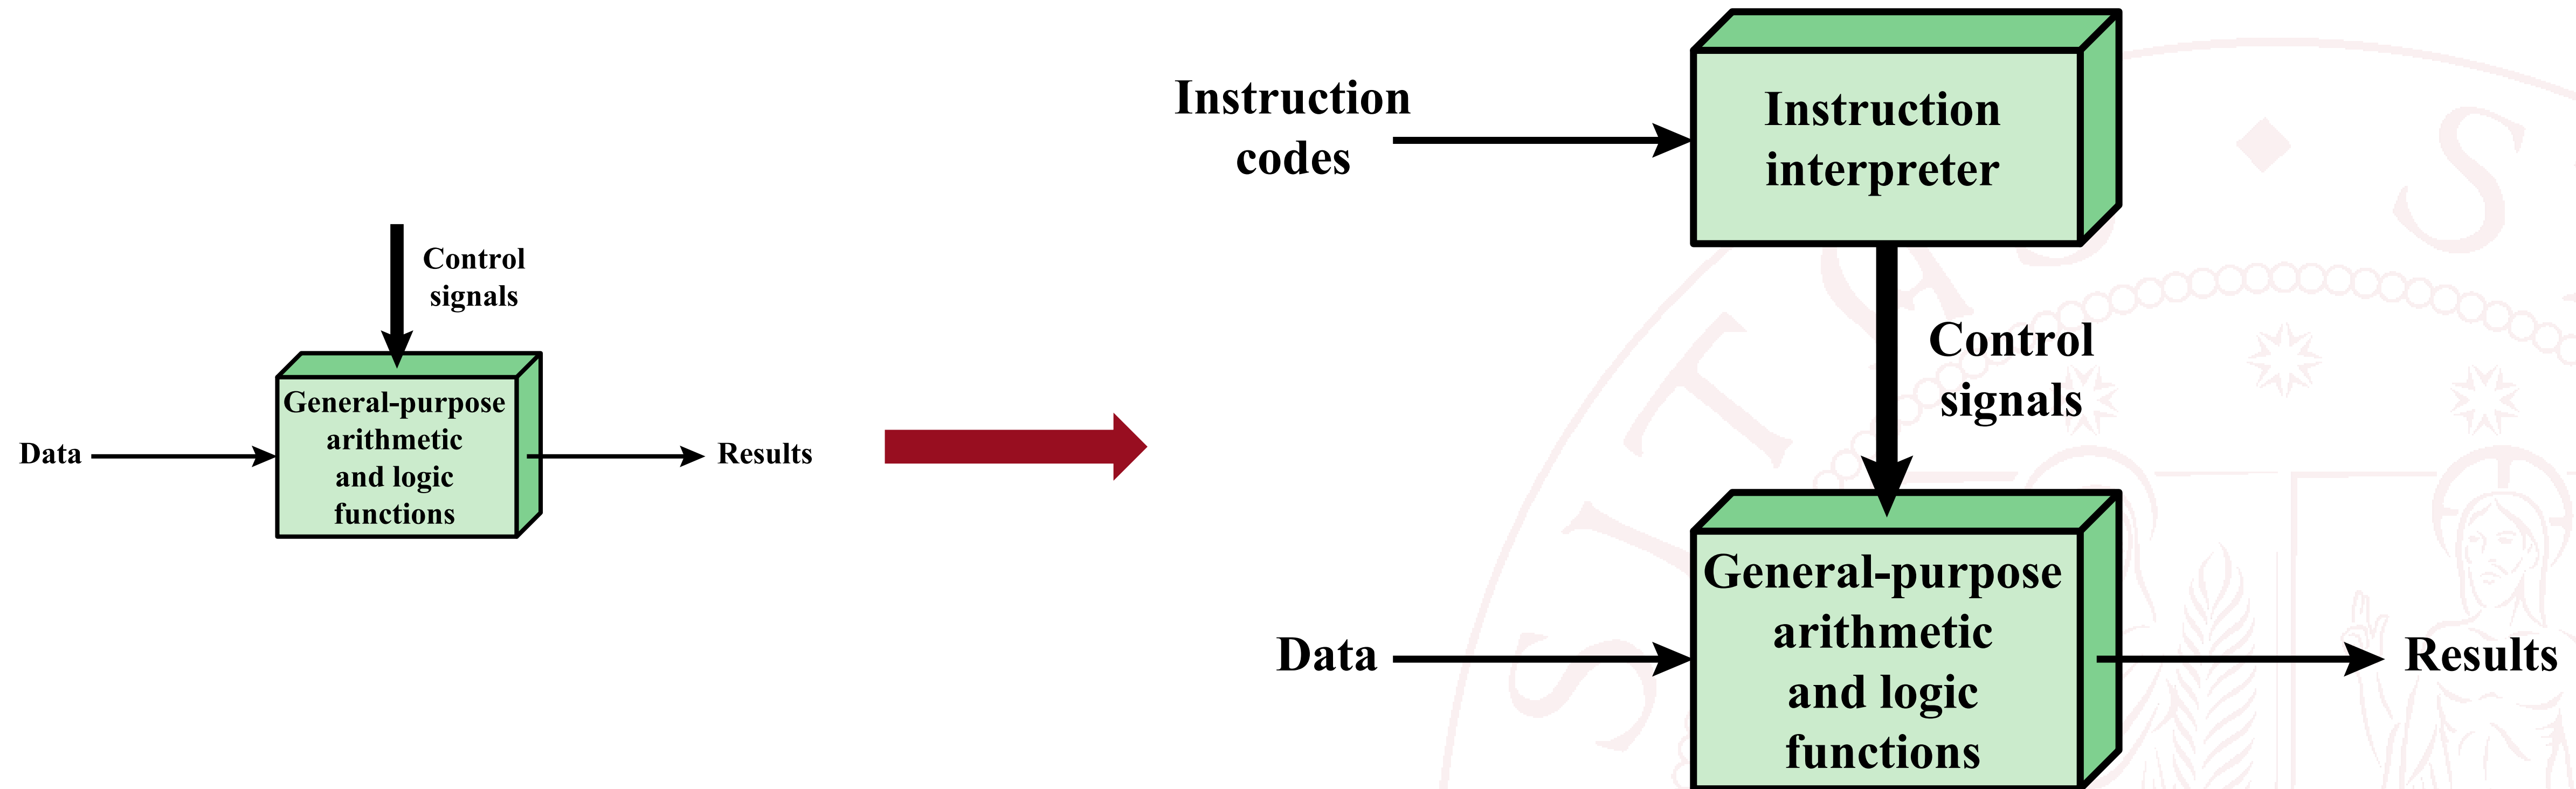 Control
signals
General-purpose
arithmetic
and logic
functions
Data
Results
Instruction
codes
Instruction
interpreter
Control
signals
General-purpose
arithmetic
and logic
functions
Data
Results